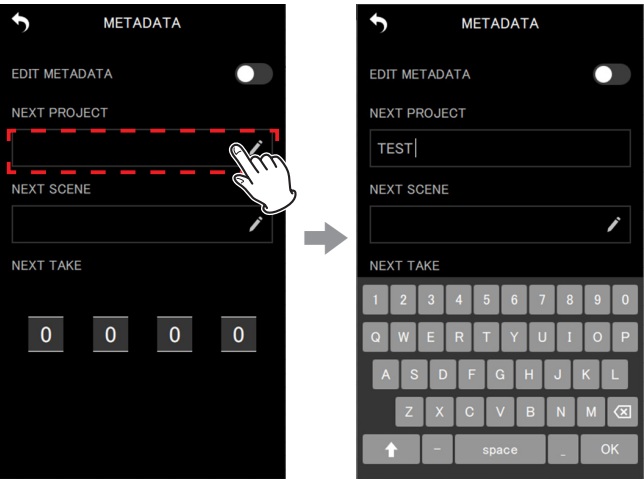 METADATA
EDIT METADATA
NEXT PROJECT
NEXT SCENE
NEXT TAKE
0 0 0 0
METADATA
EDIT METADATA
NEXT PROJECT
TEST
NEXT SCENE
NEXT TAKE
1 2 3 4 5 6 7 8 9 0
Q W E R T Y U I O P
A S D F G H J K L
Z X C V B N M
- space _ OK